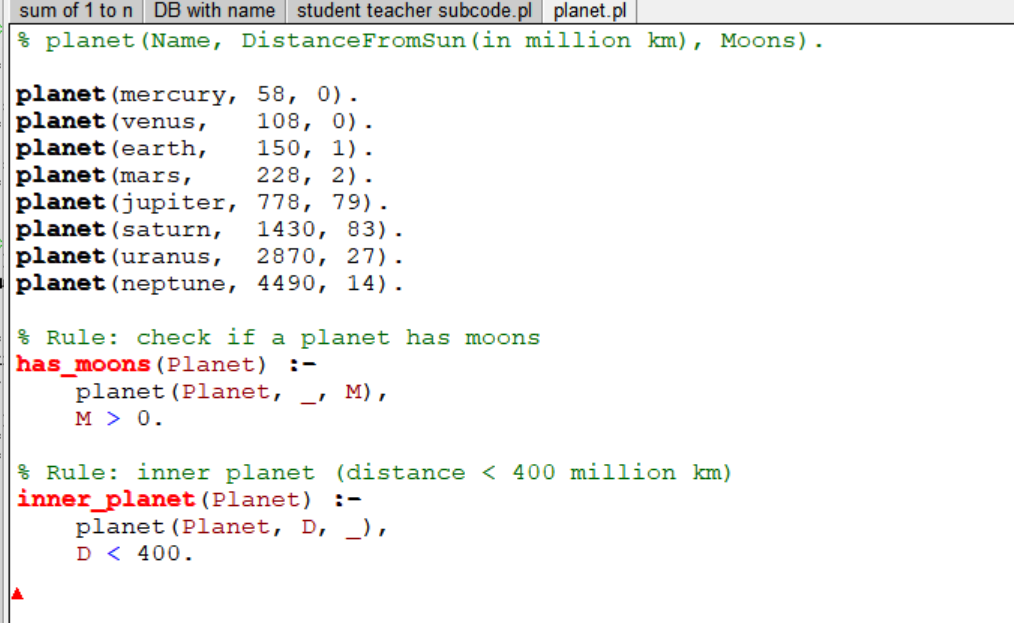 sum of 1 to n DB with name student teacher subcode.pl planet.pl
% planet(Name, DistanceFromSun(in million km), Moons).
planet(mercury, 58, 0).
planet(venus,   108, 0).
planet(earth,   150, 1).
planet(mars,    228, 2).
planet(jupiter, 778, 79).
planet(saturn,  1430, 83).
planet(uranus,  2870, 27).
planet(neptune, 4490, 14).
% Rule: check if a planet has moons
has_moons(Planet) :-
    planet(Planet, _, M),
    M > 0.
% Rule: inner planet (distance < 400 million km)
inner_planet(Planet) :-
    planet(Planet, D, _),
    D < 400.